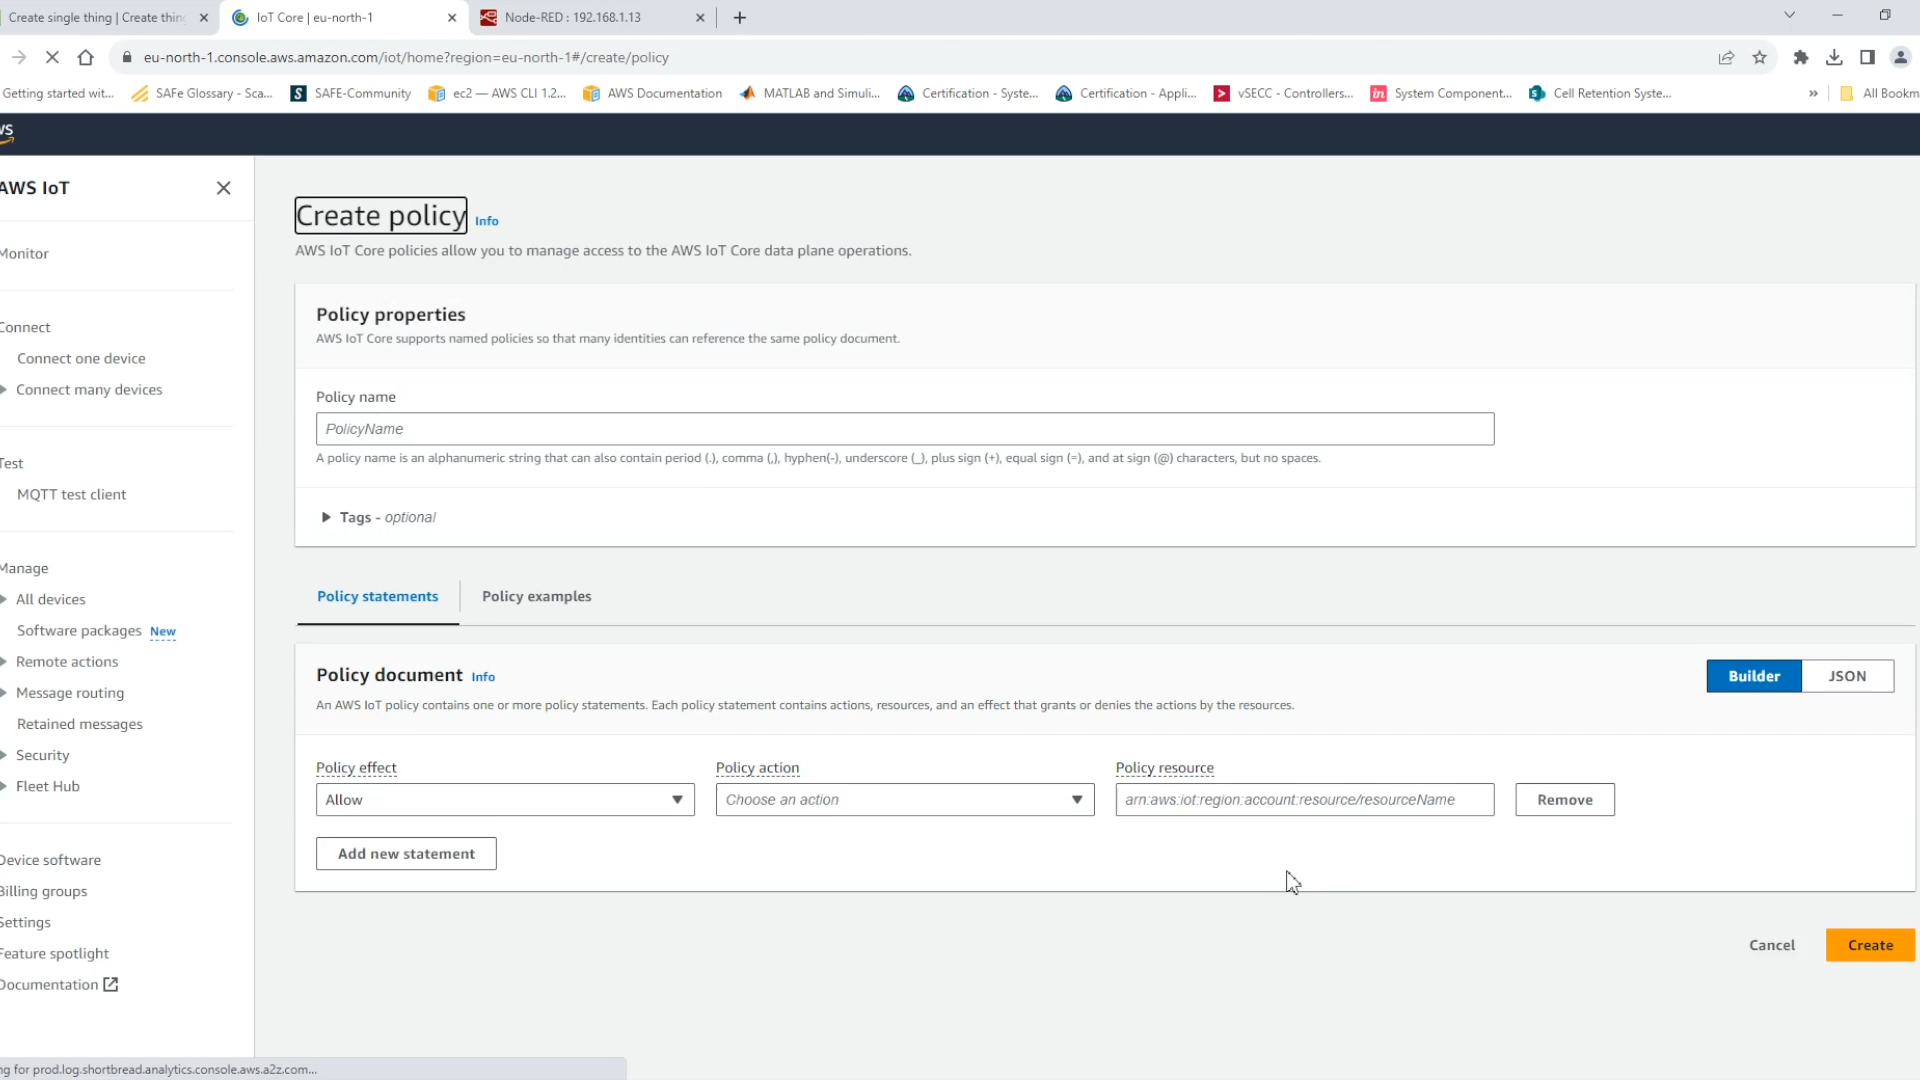 Create single thing | Create thin
IoT Core | eu-north-1
Node-RED : 192.168.1.13
eu-north-1.console.aws.amazon.com/iot/home?region=eu-north-1#/create/policy
Getting started wit...
SAFe Glossary - Sca...
SAFE-Community
ec2 — AWS CLI 1.2...
AWS Documentation
MATLAB and Simuli...
Certification - Syste...
Certification - Appli...
vSECC - Controllers...
System Component...
Cell Retention Syste...
»
All Bookm
ws
AWS IoT
Monitor
Connect
Connect one device
Connect many devices
Test
MQTT test client
Manage
All devices
Software packages New
Remote actions
Message routing
Retained messages
Security
Fleet Hub
Device software
Billing groups
Settings
Feature spotlight
Documentation
Create policy Info
AWS IoT Core policies allow you to manage access to the AWS IoT Core data plane operations.
Policy properties
AWS IoT Core supports named policies so that many identities can reference the same policy document.
Policy name
PolicyName
A policy name is an alphanumeric string that can also contain period (.), comma (,), hyphen(-), underscore (_), plus sign (+), equal sign (=), and at sign (@) characters, but no spaces.
Tags - optional
Policy statements
Policy examples
Policy document Info
Builder
JSON
An AWS IoT policy contains one or more policy statements. Each policy statement contains actions, resources, and an effect that grants or denies the actions by the resources.
Policy effect
Policy action
Policy resource
Allow
Choose an action
arn:aws:iot:region:account:resource/resourceName
Remove
Add new statement
Cancel
Create
ng for prod.log.shortbread.analytics.console.aws.a2z.com...